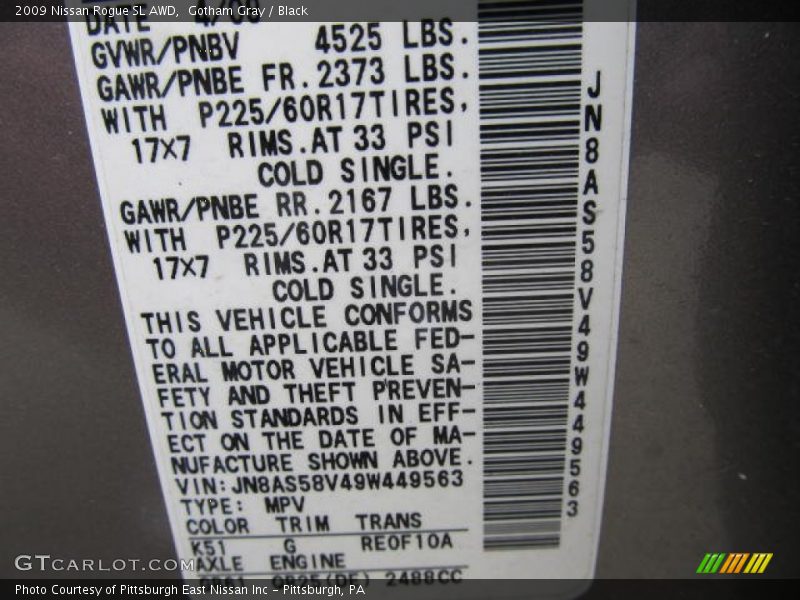 2009 Nissan Rogue SL AWD,  Gotham Gray / Black
DATE
GVWR/PNBV 4525 LBS.
GAWR/PNBE FR. 2373 LBS.
WITH P225/60R17TIRES,
17x7 RIMS. AT 33 PSI
COLD SINGLE.
GAWR/PNBE RR. 2167 LBS.
WITH P225/60R17TIRES,
17x7 RIMS. AT 33 PSI
COLD SINGLE.
THIS VEHICLE CONFORMS
TO ALL APPLICABLE FED-
ERAL MOTOR VEHICLE SA-
FETY AND THEFT PREVEN-
TION STANDARDS IN EFF-
ECT ON THE DATE OF MA-
NUFACTURE SHOWN ABOVE.
VIN: JN8AS58V49W449563
TYPE: MPV
COLOR TRIM TRANS
K51 G RE0F10A
AXLE ENGINE
2488CC
JN8AS58V49W449563
GTCARLOT.COM
Photo Courtesy of Pittsburgh East Nissan Inc - Pittsburgh, PA